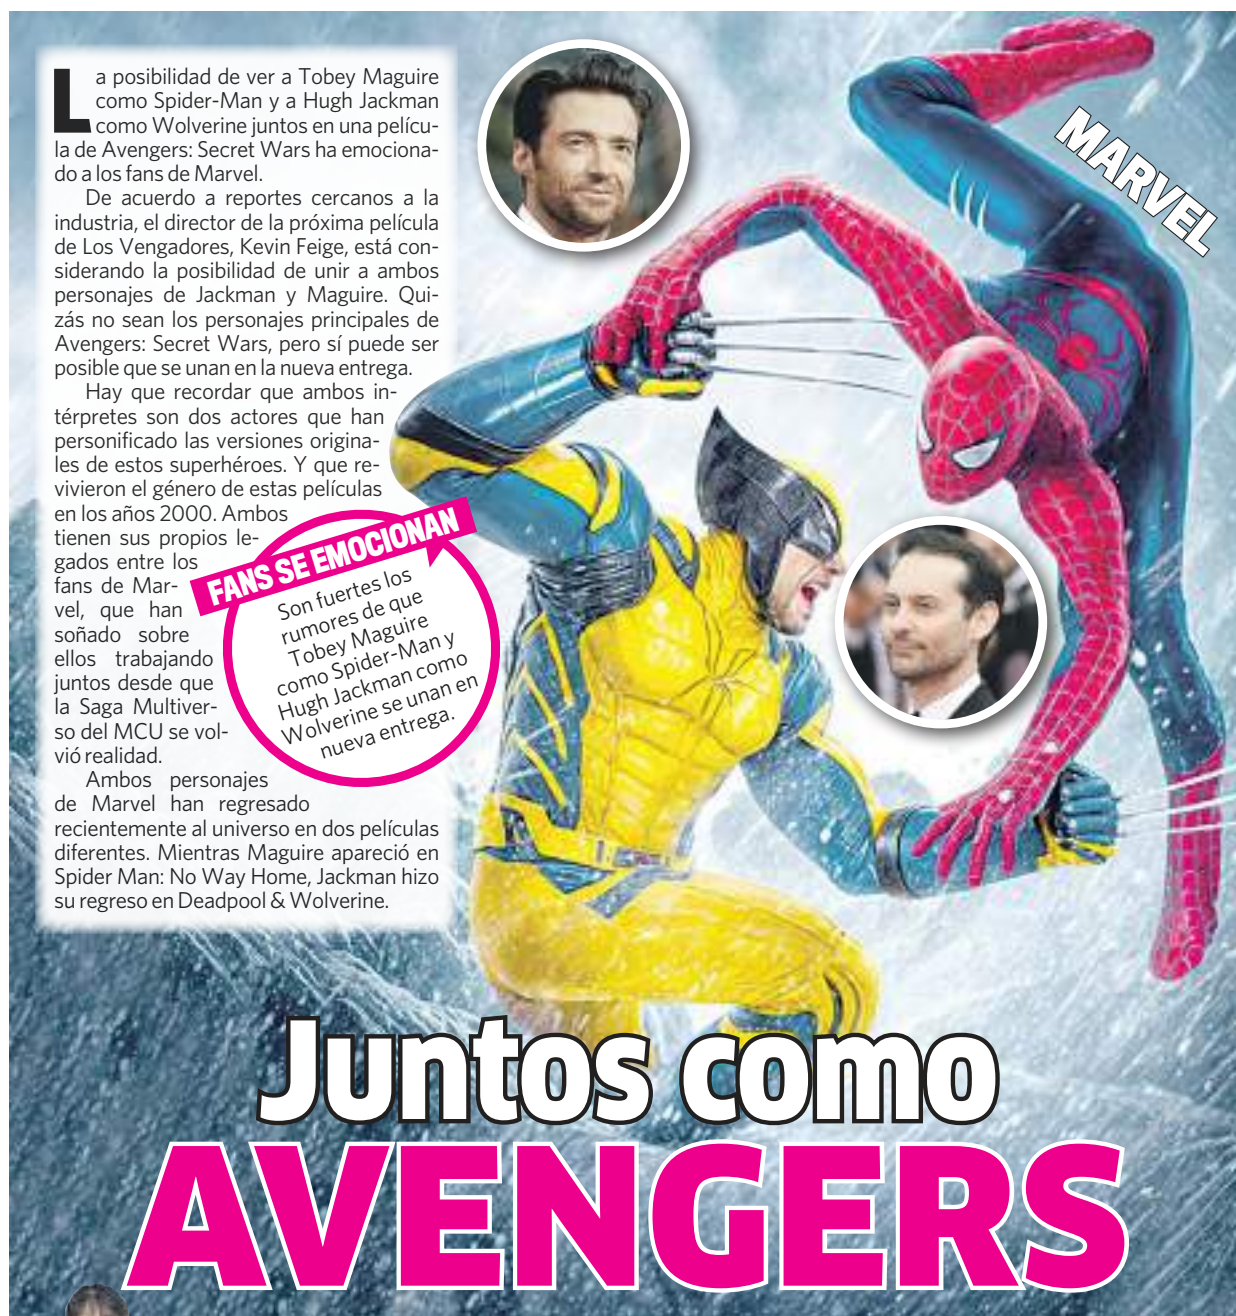 La posibilidad de ver a Tobey Maguire
como Spider-Man y a Hugh Jackman
como Wolverine juntos en una pelícu-
la de Avengers: Secret Wars ha emociona-
do a los fans de Marvel.
De acuerdo a reportes cercanos a la
industria, el director de la próxima película
de Los Vengadores, Kevin Feige, está con-
siderando la posibilidad de unir a ambos
personajes de Jackman y Maguire. Qui-
zás no sean los personajes principales de
Avengers: Secret Wars, pero sí puede ser
posible que se unan en la nueva entrega.
Hay que recordar que ambos in-
térpretes son dos actores que han
personificado las versiones origina-
les de estos superhéroes. Y que re-
vivieron el género de estas películas
en los años 2000. Ambos
tienen sus propios le-
gados entre los
fans de Mar-
vel, que han
soñado sobre
ellos trabajando
juntos desde que
la Saga Multiver-
so del MCU se vol-
vió realidad.
Ambos personajes
de Marvel han regresado
recientemente al universo en dos películas
diferentes. Mientras Maguire apareció en
Spider Man: No Way Home, Jackman hizo
su regreso en Deadpool & Wolverine.
FANS SE EMOCIONAN
Son fuertes los
rumores de que
Tobey Maguire
como Spider-Man y
Hugh Jackman como
Wolverine se unan en
nueva entrega.
MARVEL
Juntos como
AVENGERS